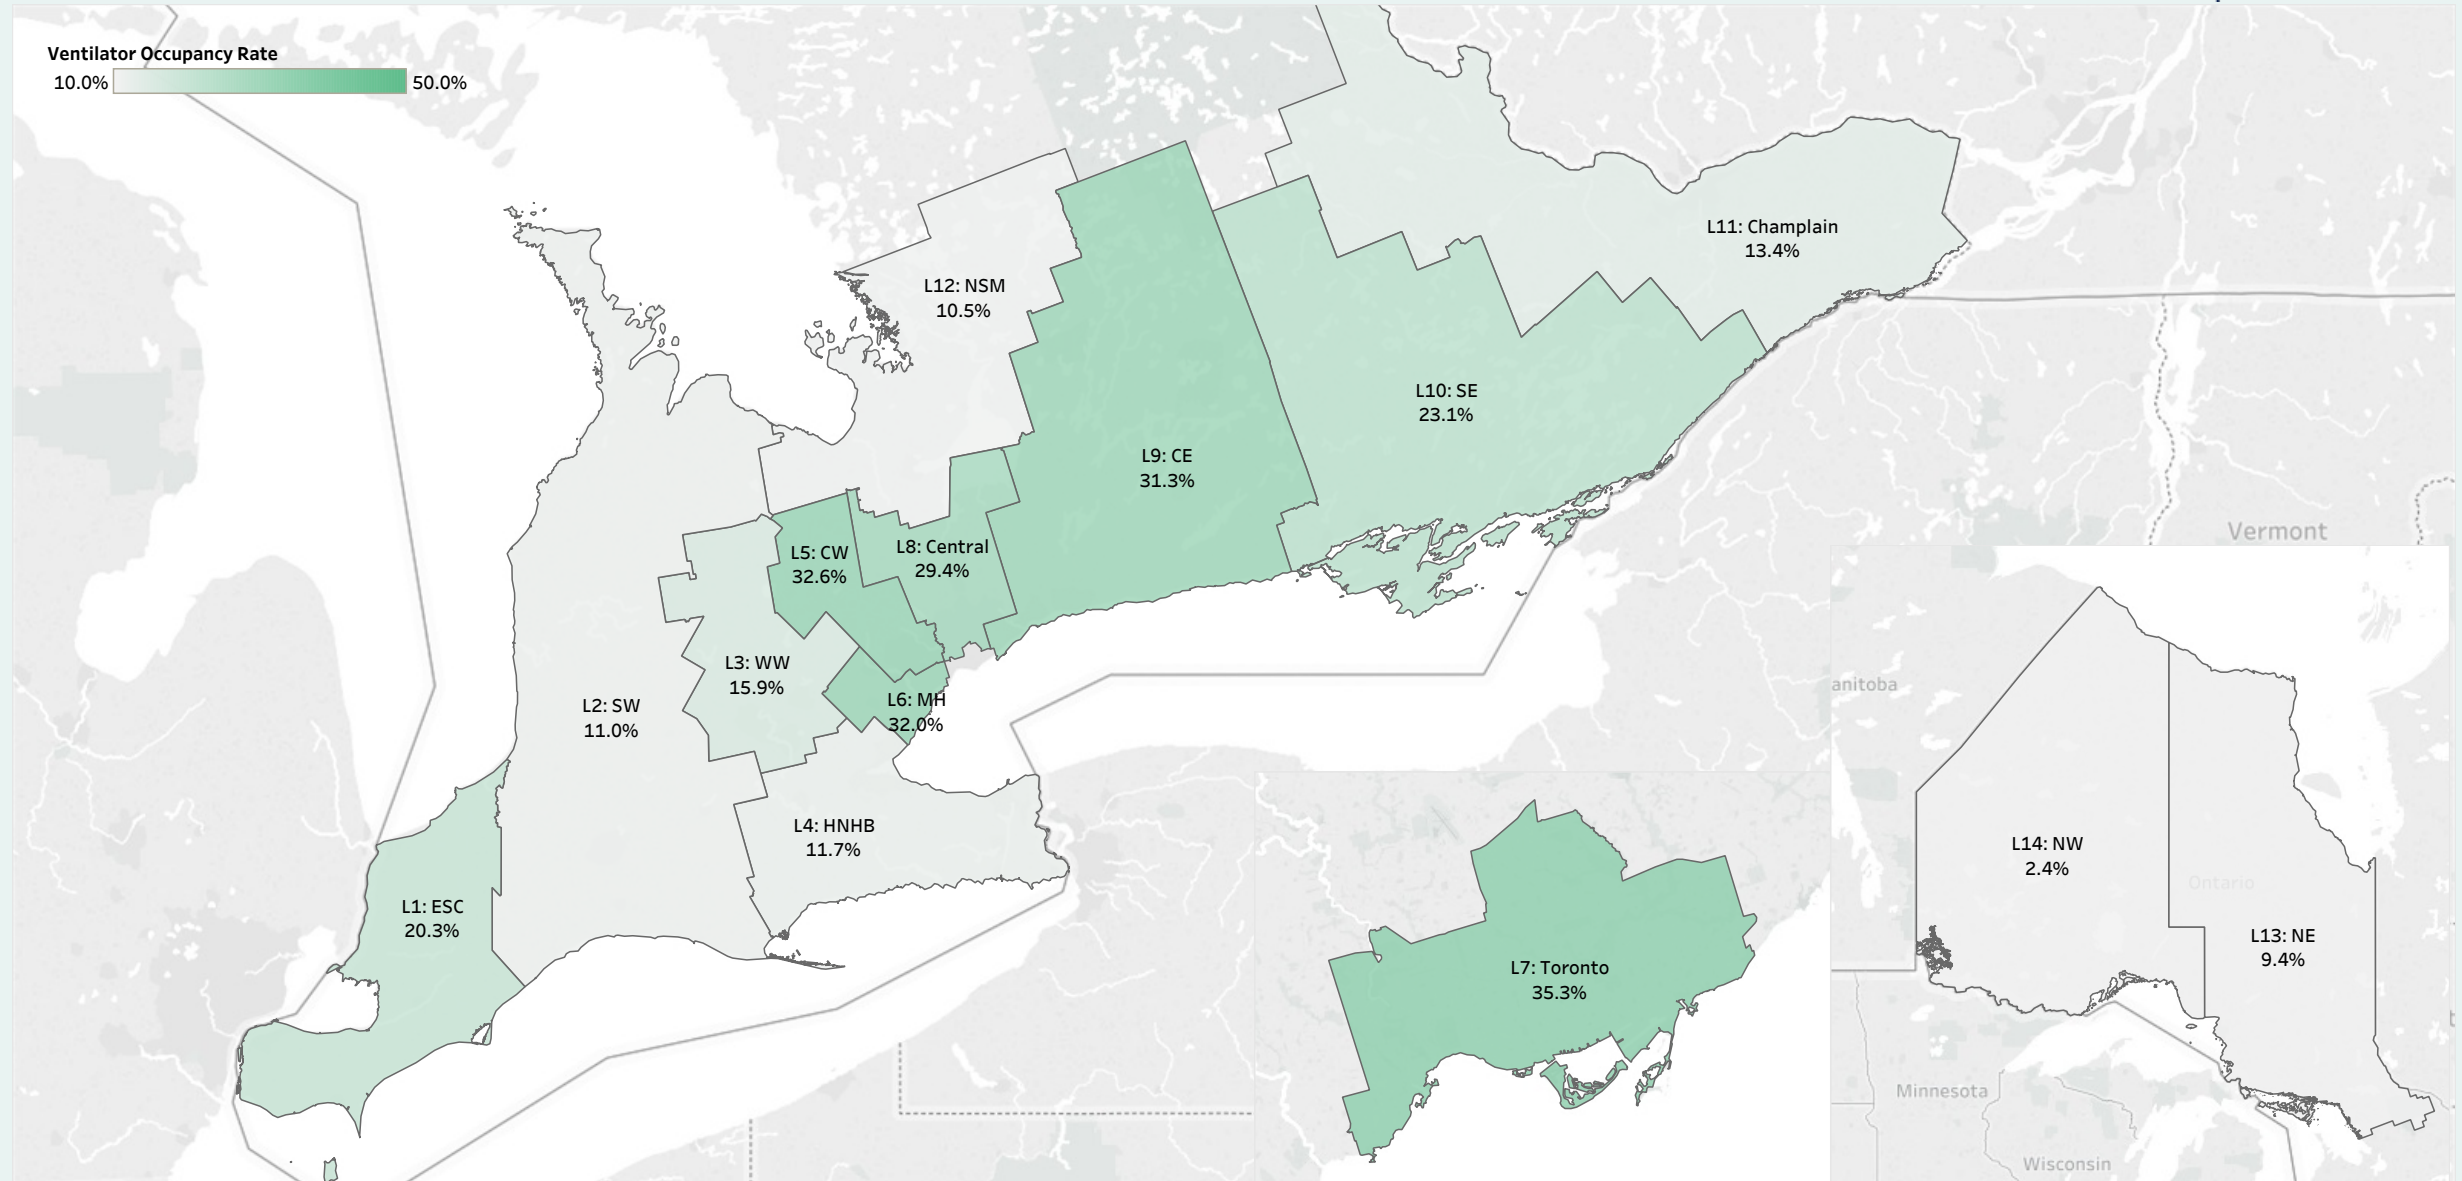 Ventilator Occupancy Rate
10.0% 50.0%
L11: Champlain
13.4%
L12: NSM
10.5%
L10: SE
23.1%
L9: CE
31.3%
L5: CW
32.6%
L8: Central
29.4%
Vermont
L3: WW
15.9%
L6: MH
32.0%
L2: SW
11.0%
anitoba
L4: HNHB
11.7%
L14: NW
2.4%
Ontario
L1: ESC
20.3%
L13: NE
9.4%
L7: Toronto
35.3%
Minnesota
Wisconsin